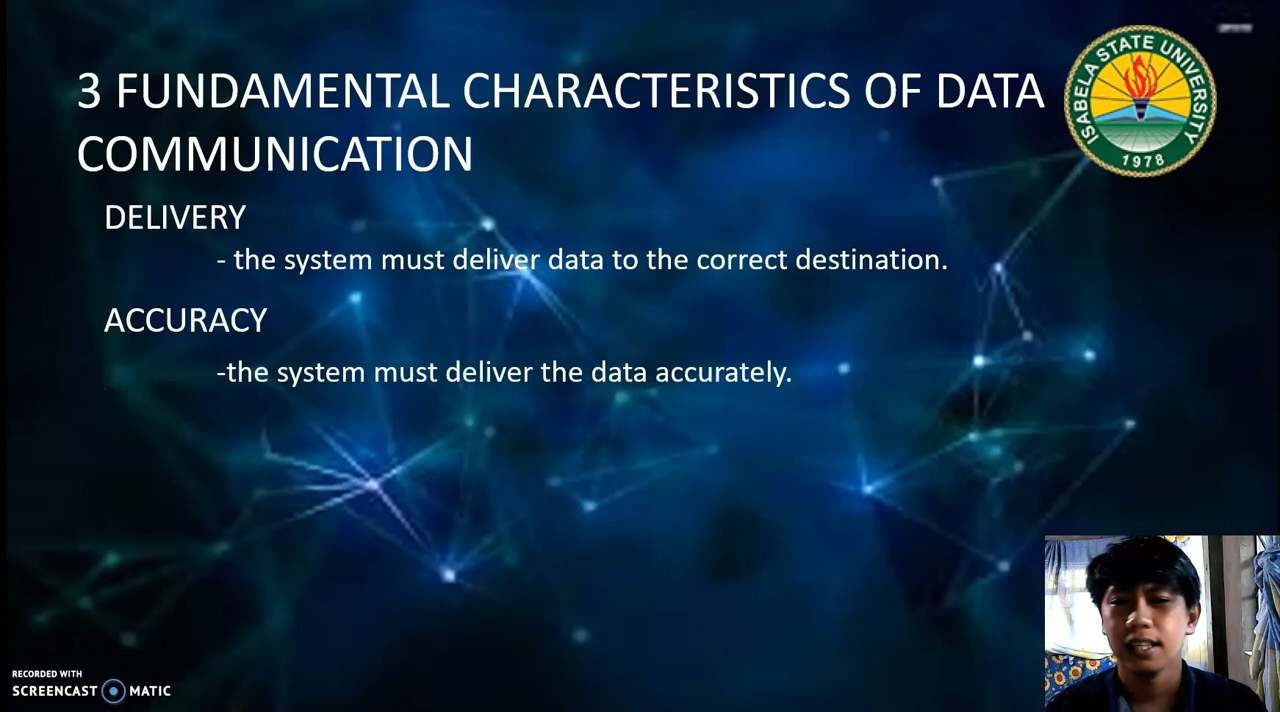 3 FUNDAMENTAL CHARACTERISTICS OF DATA
COMMUNICATION
ISABELA STATE UNIVERSITY
1978
DELIVERY
- the system must deliver data to the correct destination.
ACCURACY
-the system must deliver the data accurately.
RECORDED WITH
SCREENCAST MATIC